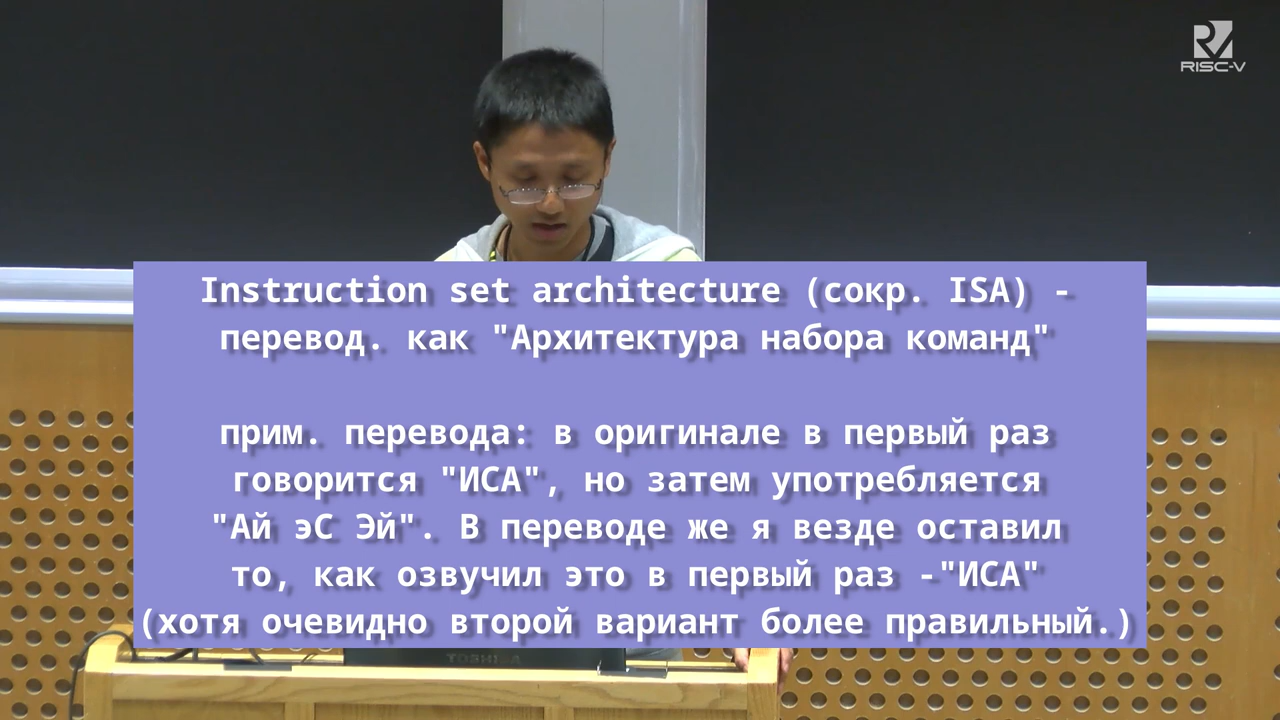 RISC-V
Instruction set architecture (сокр. ISA) -
перевод. как "Архитектура набора команд"
прим. перевода: в оригинале в первый раз
говорится "ИСА", но затем употребляется
"Ай эС Эй". В переводе же я везде оставил
то, как озвучил это в первый раз -"ИСА"
(хотя очевидно второй вариант более правильный.)
TOSHIBA